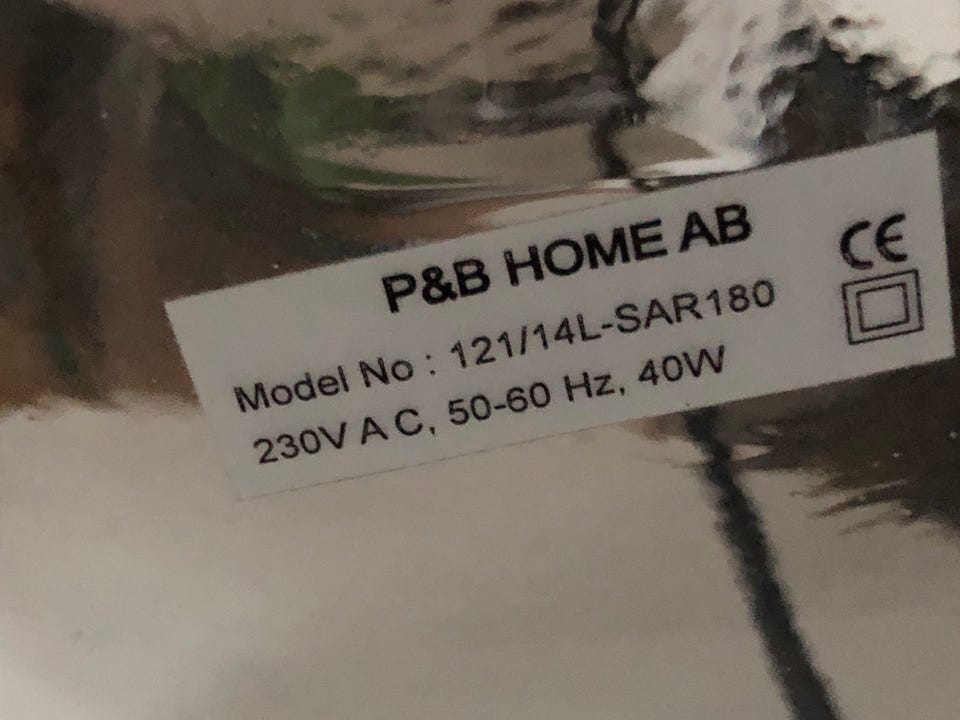 P&B HOME AB
Model No : 121/14L-SAR180
230V A C, 50-60 Hz, 40W
CE